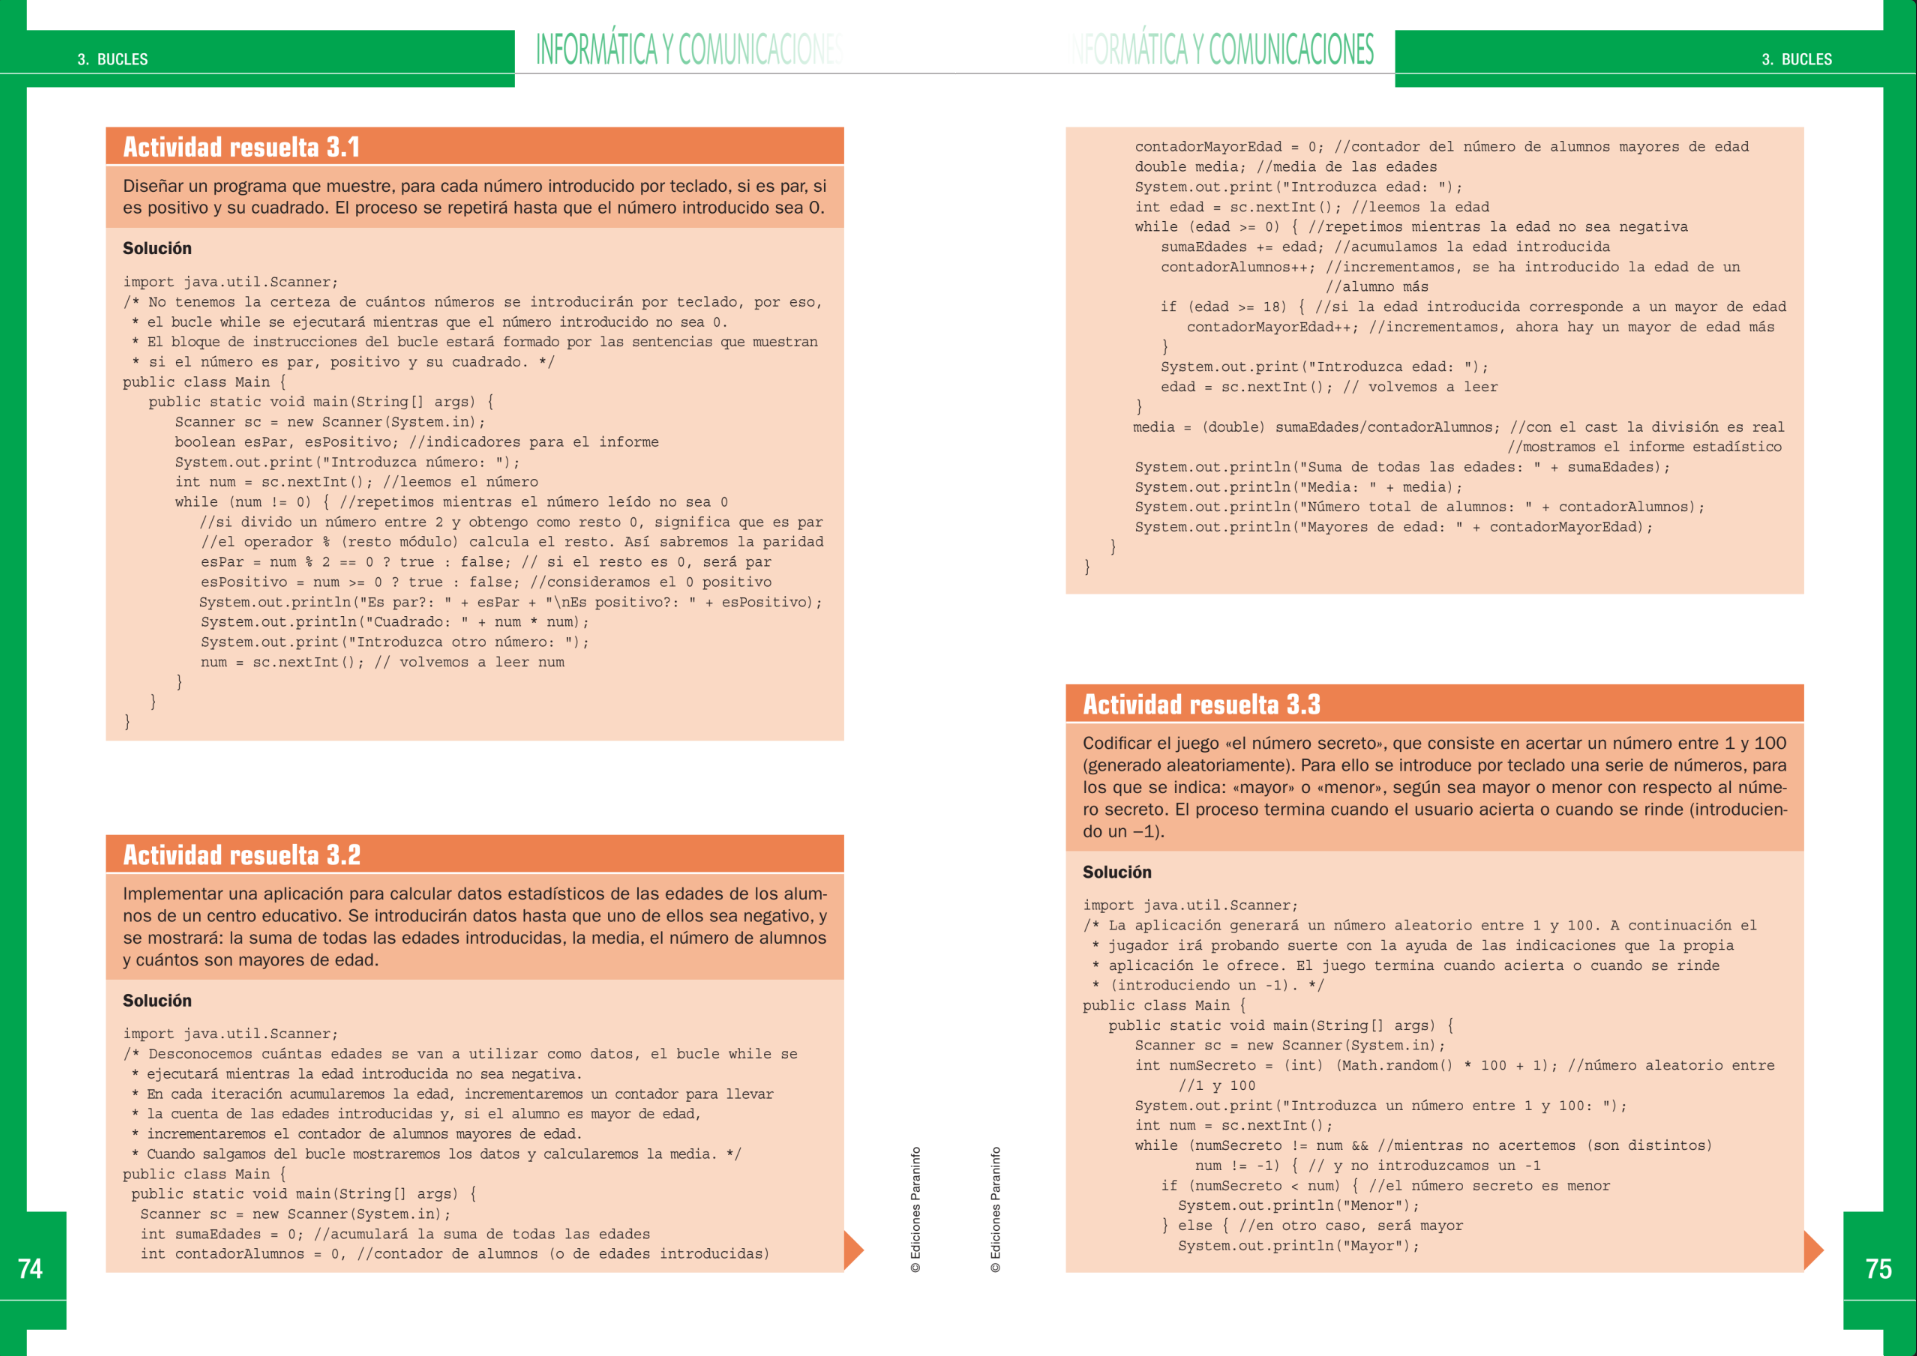 3. BUCLES
INFORMÁTICA Y COMUNICACIONES
Actividad resuelta 3.1
Diseñar un programa que muestre, para cada número introducido por teclado, si es par, si
es positivo y su cuadrado. El proceso se repetirá hasta que el número introducido sea 0.
Solución
import java.util.Scanner;
/* No tenemos la certeza de cuántos números se introducirán por teclado, por eso,
* el bucle while se ejecutará mientras que el número introducido no sea 0.
* El bloque de instrucciones del bucle estará formado por las sentencias que muestran
* si el número es par, positivo y su cuadrado. */
public class Main {
public static void main(String[] args) {
Scanner sc = new Scanner(System.in);
boolean esPar, esPositivo; //indicadores para el informe
System.out.print("Introduzca número: ");
int num = sc.nextInt(); //leemos el número
while (num != 0) { //repetimos mientras el número leído no sea 0
//si divido un número entre 2 y obtengo como resto 0, significa que es par
//el operador % (resto módulo) calcula el resto. Así sabremos la paridad
esPar = num % 2 == 0 ? true : false; // si el resto es 0, será par
esPositivo = num >= 0 ? true : false; //consideramos el 0 positivo
System.out.println("Es par?: " + esPar + "\nEs positivo?: " + esPositivo);
System.out.println("Cuadrado: " + num * num);
System.out.print("Introduzca otro número: ");
num = sc.nextInt(); // volvemos a leer num
}
}
}
Actividad resuelta 3.2
Implementar una aplicación para calcular datos estadísticos de las edades de los alum-
nos de un centro educativo. Se introducirán datos hasta que uno de ellos sea negativo, y
se mostrará: la suma de todas las edades introducidas, la media, el número de alumnos
y cuántos son mayores de edad.
Solución
import java.util.Scanner;
/* Desconocemos cuántas edades se van a utilizar como datos, el bucle while se
* ejecutará mientras la edad introducida no sea negativa.
* En cada iteración acumularemos la edad, incrementaremos un contador para llevar
* la cuenta de las edades introducidas y, si el alumno es mayor de edad,
* incrementaremos el contador de alumnos mayores de edad.
* Cuando salgamos del bucle mostraremos los datos y calcularemos la media. */
public class Main {
public static void main(String[] args) {
Scanner sc = new Scanner(System.in);
int sumaEdades = 0; //acumulará la suma de todas las edades
int contadorAlumnos = 0, //contador de alumnos (o de edades introducidas)
© Ediciones Paraninfo
74
INFORMÁTICA Y COMUNICACIONES
3. BUCLES
contadorMayorEdad = 0; //contador del número de alumnos mayores de edad
double media; //media de las edades
System.out.print("Introduzca edad: ");
int edad = sc.nextInt(); //leemos la edad
while (edad >= 0) { //repetimos mientras la edad no sea negativa
sumaEdades += edad; //acumulamos la edad introducida
contadorAlumnos++; //incrementamos, se ha introducido la edad de un
//alumno más
if (edad >= 18) { //si la edad introducida corresponde a un mayor de edad
contadorMayorEdad++; //incrementamos, ahora hay un mayor de edad más
}
System.out.print("Introduzca edad: ");
edad = sc.nextInt(); // volvemos a leer
}
media = (double) sumaEdades/contadorAlumnos; //con el cast la división es real
//mostramos el informe estadístico
System.out.println("Suma de todas las edades: " + sumaEdades);
System.out.println("Media: " + media);
System.out.println("Número total de alumnos: " + contadorAlumnos);
System.out.println("Mayores de edad: " + contadorMayorEdad);
}
}
Actividad resuelta 3.3
Codificar el juego «el número secreto», que consiste en acertar un número entre 1 y 100
(generado aleatoriamente). Para ello se introduce por teclado una serie de números, para
los que se indica: «mayor» o «menor», según sea mayor o menor con respecto al núme-
ro secreto. El proceso termina cuando el usuario acierta o cuando se rinde (introducien-
do un −1).
Solución
import java.util.Scanner;
/* La aplicación generará un número aleatorio entre 1 y 100. A continuación el
* jugador irá probando suerte con la ayuda de las indicaciones que la propia
* aplicación le ofrece. El juego termina cuando acierta o cuando se rinde
* (introduciendo un -1). */
public class Main {
public static void main(String[] args) {
Scanner sc = new Scanner(System.in);
int numSecreto = (int) (Math.random() * 100 + 1); //número aleatorio entre
//1 y 100
System.out.print("Introduzca un número entre 1 y 100: ");
int num = sc.nextInt();
while (numSecreto != num && //mientras no acertemos (son distintos)
num != -1) { // y no introduzcamos un -1
if (numSecreto < num) { //el número secreto es menor
System.out.println("Menor");
} else { //en otro caso, será mayor
System.out.println("Mayor");
© Ediciones Paraninfo
75